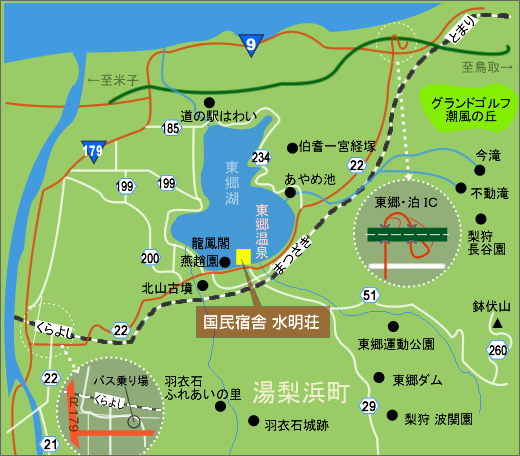 9
とまり
至鳥取→
←至米子
グランドゴルフ
潮風の丘
道の駅はわい
185
179
伯耆一宮経塚
234
22
今滝
199
199
東郷湖
あやめ池
不動滝
東郷・泊 IC
東郷温泉
梨狩
長谷園
龍鳳閣
燕趙園
まつざき
200
北山古墳
51
鉢伏山
国民宿舎 水明荘
くらよし
22
東郷運動公園
260
22
バス乗り場
くらよし
R179
羽衣石
ふれあいの里
湯梨浜町
東郷ダム
29
梨狩 波関園
羽衣石城跡
21